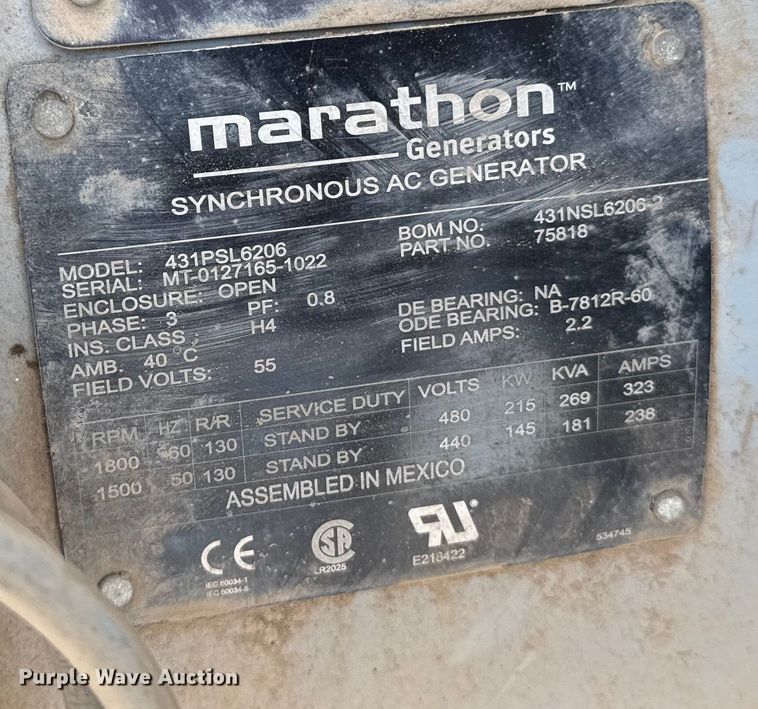 marathon™
Generators
SYNCHRONOUS AC GENERATOR
MODEL: 431PSL6206 BOM NO. 431NSL6206-2
SERIAL: MT-0127165-1022 PART NO. 75818
ENCLOSURE: OPEN
PHASE: 3 PF: 0.8 DE BEARING: NA
INS. CLASS H4 ODE BEARING: B-7812R-60
AMB. 40 °C FIELD AMPS: 2.2
FIELD VOLTS: 55
RPM HZ R/R SERVICE DUTY VOLTS KW KVA AMPS
1800 60 130 STAND BY 480 215 269 323
1500 50 130 STAND BY 440 145 181 238
ASSEMBLED IN MEXICO
CE SA RU
IEC 60034-1 LR2025 E218422 534745
IEC 60034-5
Purple Wave Auction